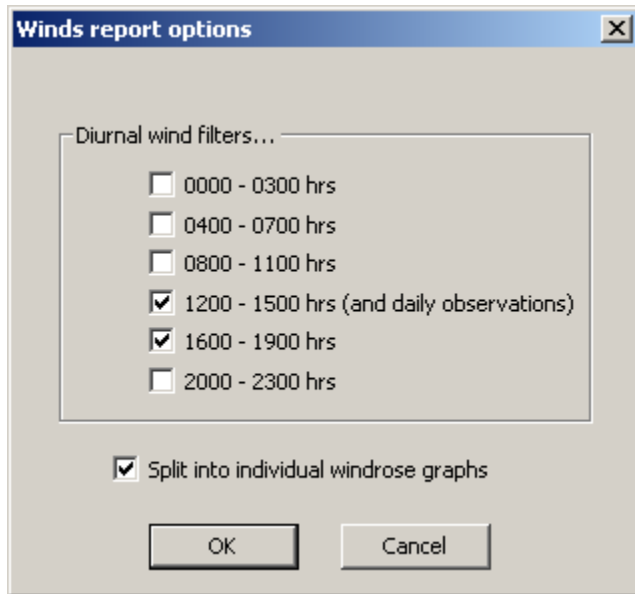 Winds report options
Diurnal wind filters...
0000 - 0300 hrs
0400 - 0700 hrs
0800 - 1100 hrs
1200 - 1500 hrs (and daily observations)
1600 - 1900 hrs
2000 - 2300 hrs
Split into individual windrose graphs
OK Cancel